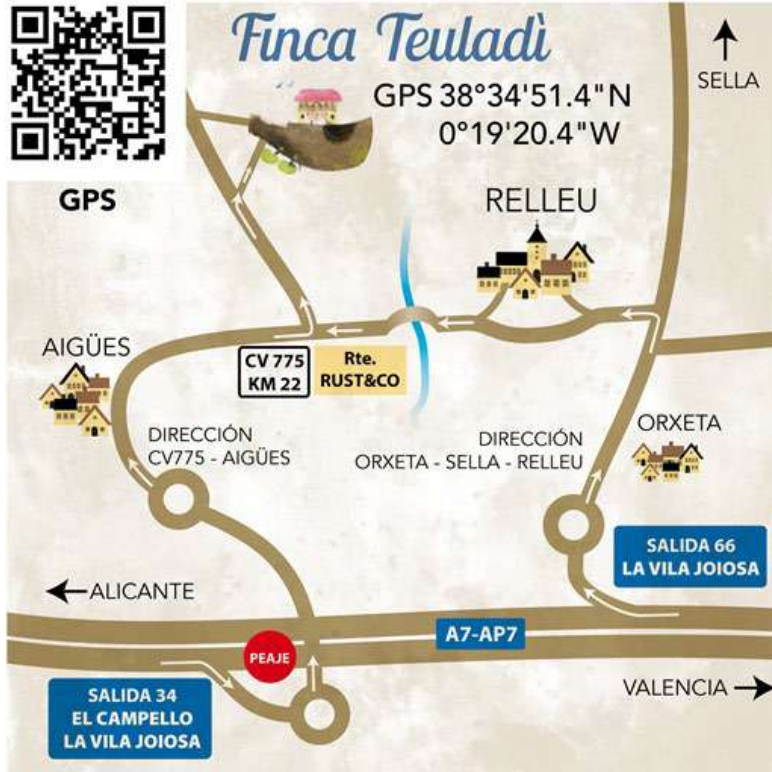 Finca Teuladì
GPS 38°34'51.4"N
0°19'20.4"W
SELLA
GPS
RELLEU
AIGÜES
CV 775
KM 22
Rte.
RUST&CO
DIRECCIÓN
CV775 - AIGÜES
DIRECCIÓN
ORXETA - SELLA - RELLEU
ORXETA
SALIDA 66
LA VILA JOIOSA
ALICANTE
A7-AP7
PEAJE
SALIDA 34
EL CAMPELLO
LA VILA JOIOSA
VALENCIA